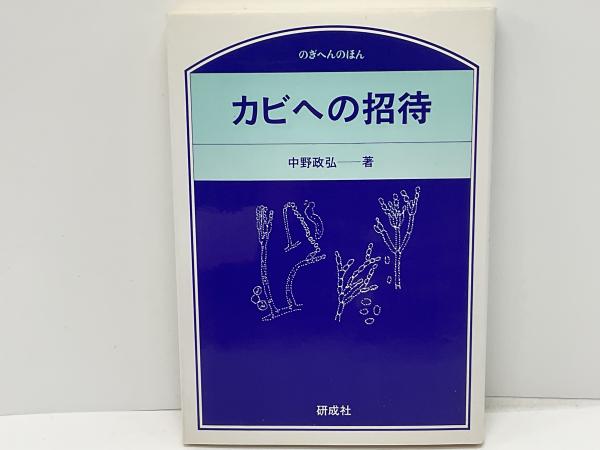 のぎへんのほん
カビへの招待
中野政弘──著
研成社